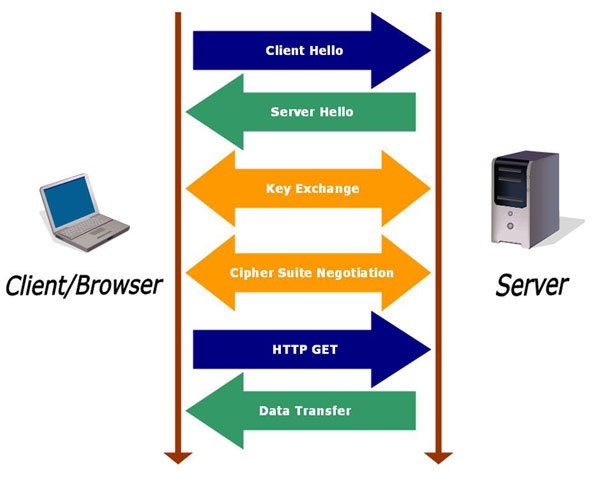 Client Hello
Server Hello
Key Exchange
Client/Browser
Server
Cipher Suite Negotiation
HTTP GET
Data Transfer